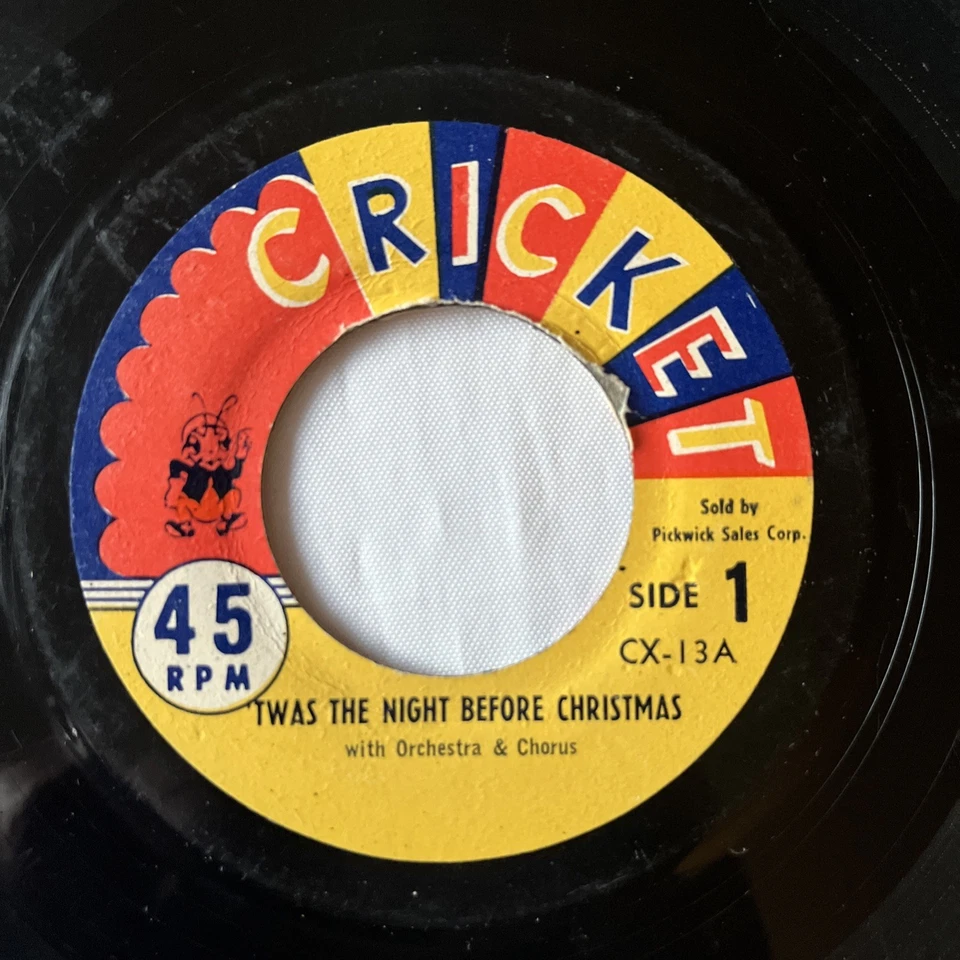 CRICKET
Sold by
Pickwick Sales Corp.
SIDE 1
CX-13A
45
RPM
'TWAS THE NIGHT BEFORE CHRISTMAS
with Orchestra & Chorus